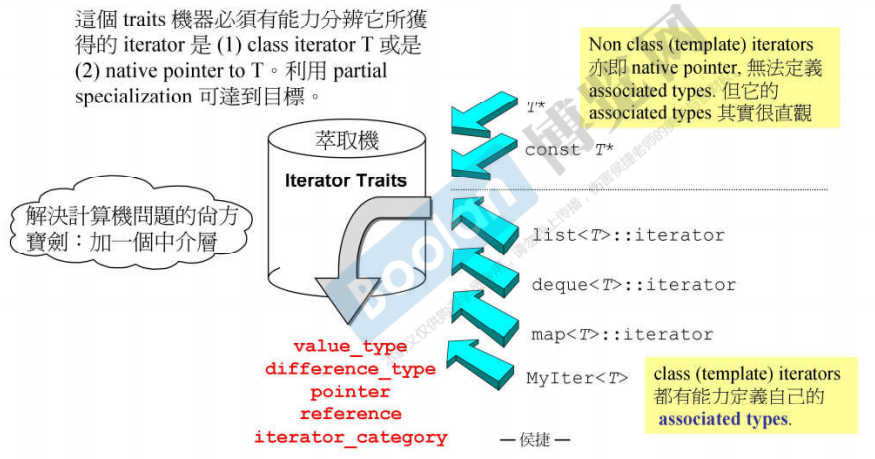 這個 traits 機器必須有能力分辨它所獲
得的 iterator 是 (1) class iterator T 或是
(2) native pointer to T。利用 partial
specialization 可達到目標。
Non class (template) iterators
亦即 native pointer, 無法定義
associated types. 但它的
associated types 其實很直觀
T*
const T*
萃取機
Iterator Traits
解決計算機問題的尚方
寶劍：加一個中介層
list<T>::iterator
deque<T>::iterator
map<T>::iterator
MyIter<T>
value_type
difference_type
pointer
reference
iterator_category
class (template) iterators
都有能力定義自己的
associated types.
— 侯捷 —
Boolan 博览网